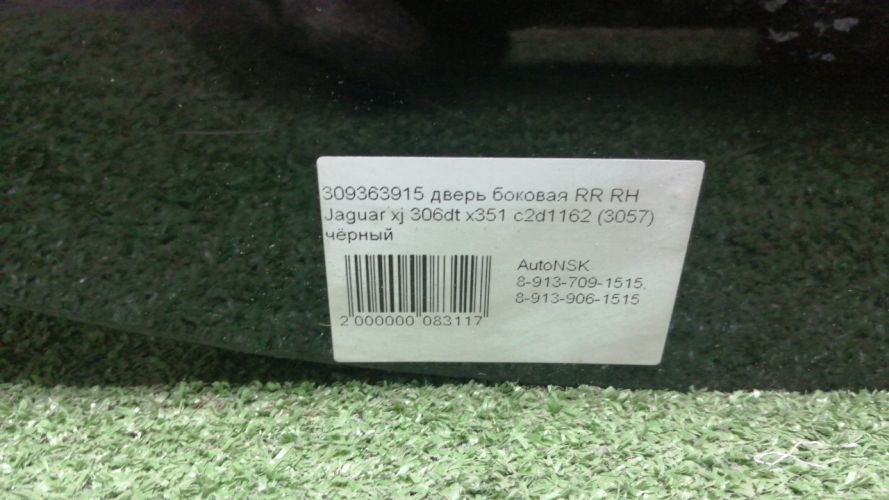 309363915 дверь боковая RR RH
Jaguar xj 306dt x351 c2d1162 (3057)
чёрный
AutoNSK
8-913-709-1515,
8-913-906-1515
2 000000 083117